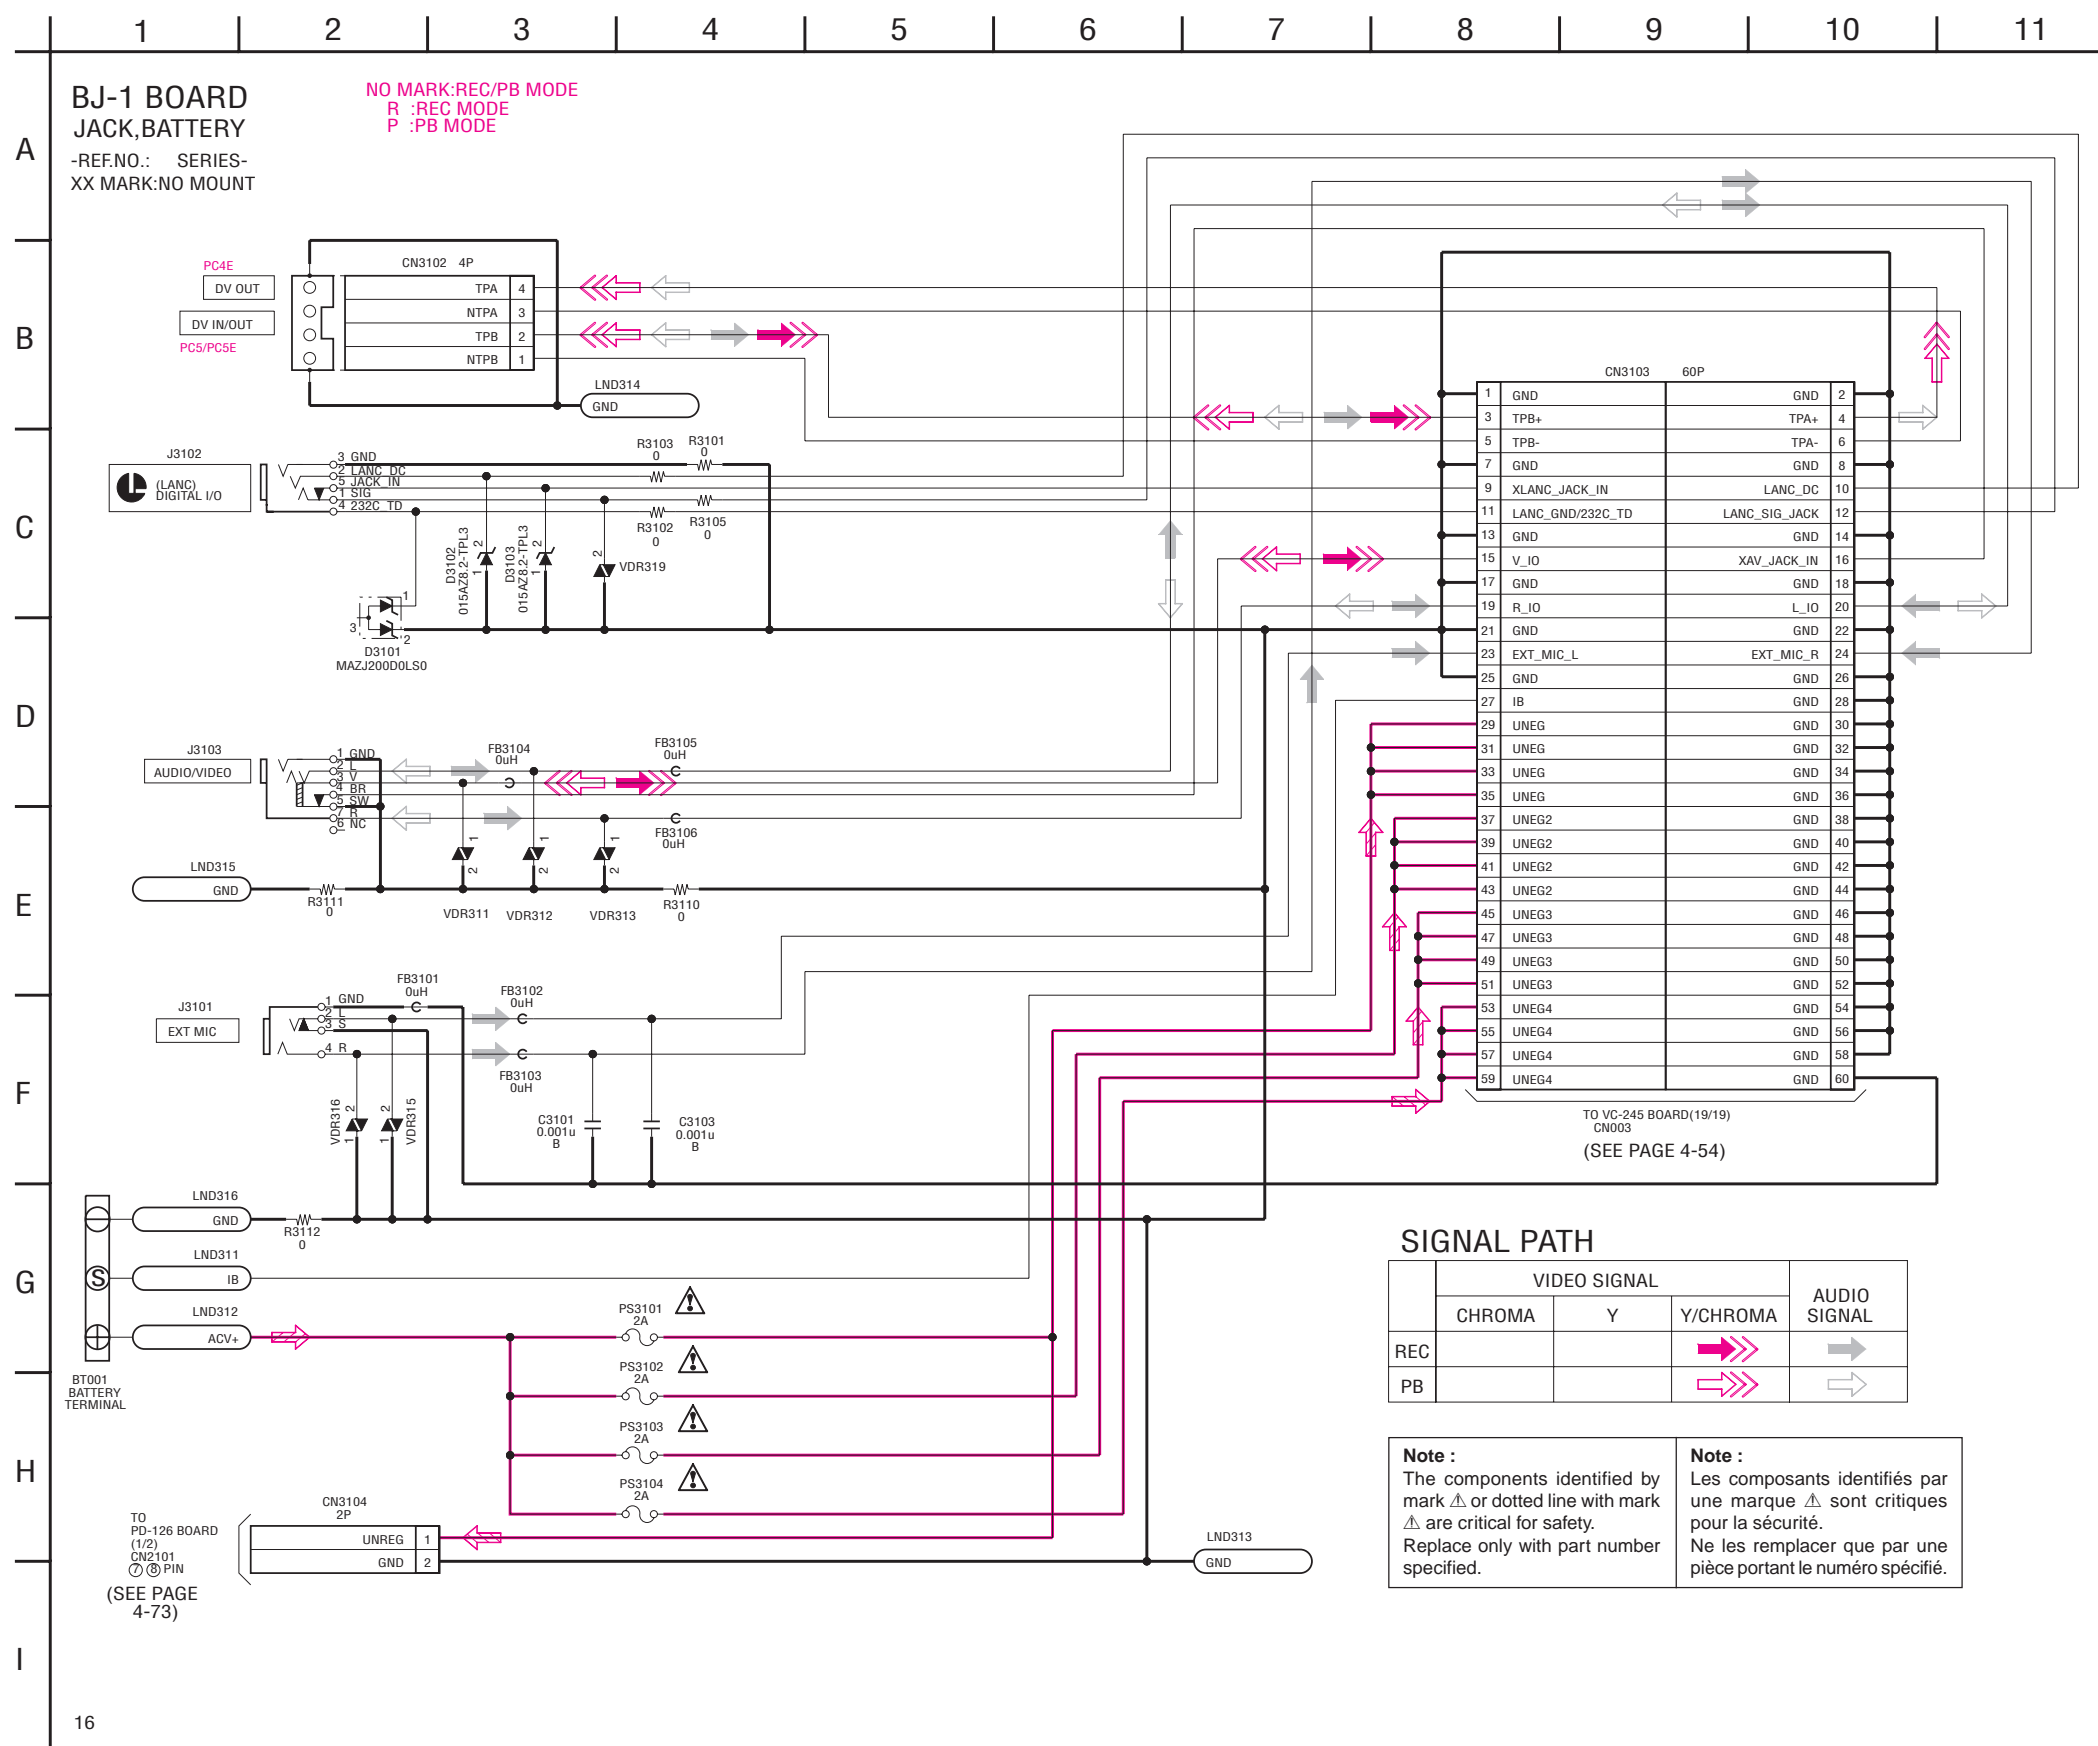 1 2 3 4 5 6 7 8 9 10 11
A
B
C
D
E
F
G
H
I
BJ-1 BOARD
JACK,BATTERY
-REF.NO.: SERIES-
XX MARK:NO MOUNT
NO MARK:REC/PB MODE
R :REC MODE
P :PB MODE
PC4E
DV OUT
DV IN/OUT
PC5/PC5E
CN3102 4P
TPA 4
NTPA 3
TPB 2
NTPB 1
LND314
GND
J3102
(LANC)
DIGITAL I/O
3 GND
2 LANC_DC
5 JACK_IN
1 SIG
4 232C_TD
R3103
0
R3101
0
R3102
0
R3105
0
D3102
015AZ8.2-TPL3
1 2
D3103
015AZ8.2-TPL3
1 2
2
VDR319
1
3
2
D3101
MAZJ200D0LS0
J3103
AUDIO/VIDEO
1 GND
2 L
3 V
4 BR
5 SW
7 R
6 NC
FB3104
0uH
FB3105
0uH
FB3106
0uH
1 2
1 2
1 2
VDR311
VDR312
VDR313
LND315
GND
R3111
0
R3110
0
J3101
EXT MIC
1 GND
2 L
3 S
4 R
FB3101
0uH
FB3102
0uH
FB3103
0uH
VDR316
1 2
VDR315
1 2
C3101
0.001u
B
C3103
0.001u
B
LND316
GND
R3112
0
LND311
S
IB
LND312
ACV+
BT001
BATTERY
TERMINAL
PS3101
2A
PS3102
2A
PS3103
2A
PS3104
2A
TO
PD-126 BOARD
(1/2)
CN2101
⑦ ⑧ PIN
(SEE PAGE
4-73)
CN3104
2P
UNREG 1
GND 2
LND313
GND
CN3103 60P
1 GND GND 2
3 TPB+ TPA+ 4
5 TPB- TPA- 6
7 GND GND 8
9 XLANC_JACK_IN LANC_DC 10
11 LANC_GND/232C_TD LANC_SIG_JACK 12
13 GND GND 14
15 V_IO XAV_JACK_IN 16
17 GND GND 18
19 R_IO L_IO 20
21 GND GND 22
23 EXT_MIC_L EXT_MIC_R 24
25 GND GND 26
27 IB GND 28
29 UNEG GND 30
31 UNEG GND 32
33 UNEG GND 34
35 UNEG GND 36
37 UNEG2 GND 38
39 UNEG2 GND 40
41 UNEG2 GND 42
43 UNEG2 GND 44
45 UNEG3 GND 46
47 UNEG3 GND 48
49 UNEG3 GND 50
51 UNEG3 GND 52
53 UNEG4 GND 54
55 UNEG4 GND 56
57 UNEG4 GND 58
59 UNEG4 GND 60
TO VC-245 BOARD(19/19)
CN003
(SEE PAGE 4-54)
SIGNAL PATH
VIDEO SIGNAL
AUDIO
SIGNAL
CHROMA Y Y/CHROMA
REC
PB
Note :
The components identified by
mark ⚠ or dotted line with mark
⚠ are critical for safety.
Replace only with part number
specified.
Note :
Les composants identifiés par
une marque ⚠ sont critiques
pour la sécurité.
Ne les remplacer que par une
pièce portant le numéro spécifié.
16